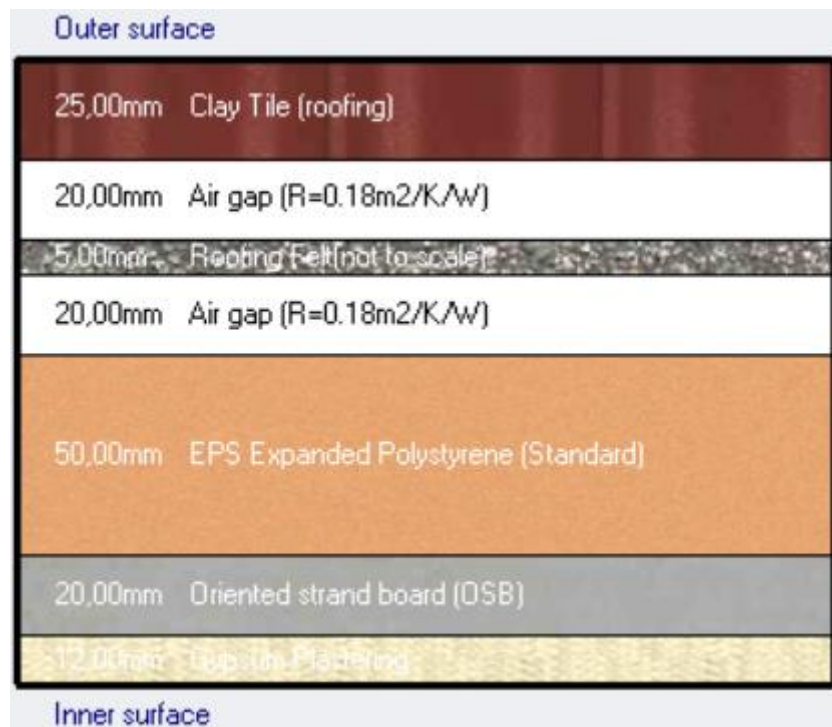 Outer surface
25,00mm Clay Tile (roofing)
20,00mm Air gap (R=0.18m2/K/W)
5,00mm Roofing Felt(not to scale)
20,00mm Air gap (R=0.18m2/K/W)
50,00mm EPS Expanded Polystyrene (Standard)
20,00mm Oriented strand board (OSB)
12,00mm Gypsum Plastering
Inner surface